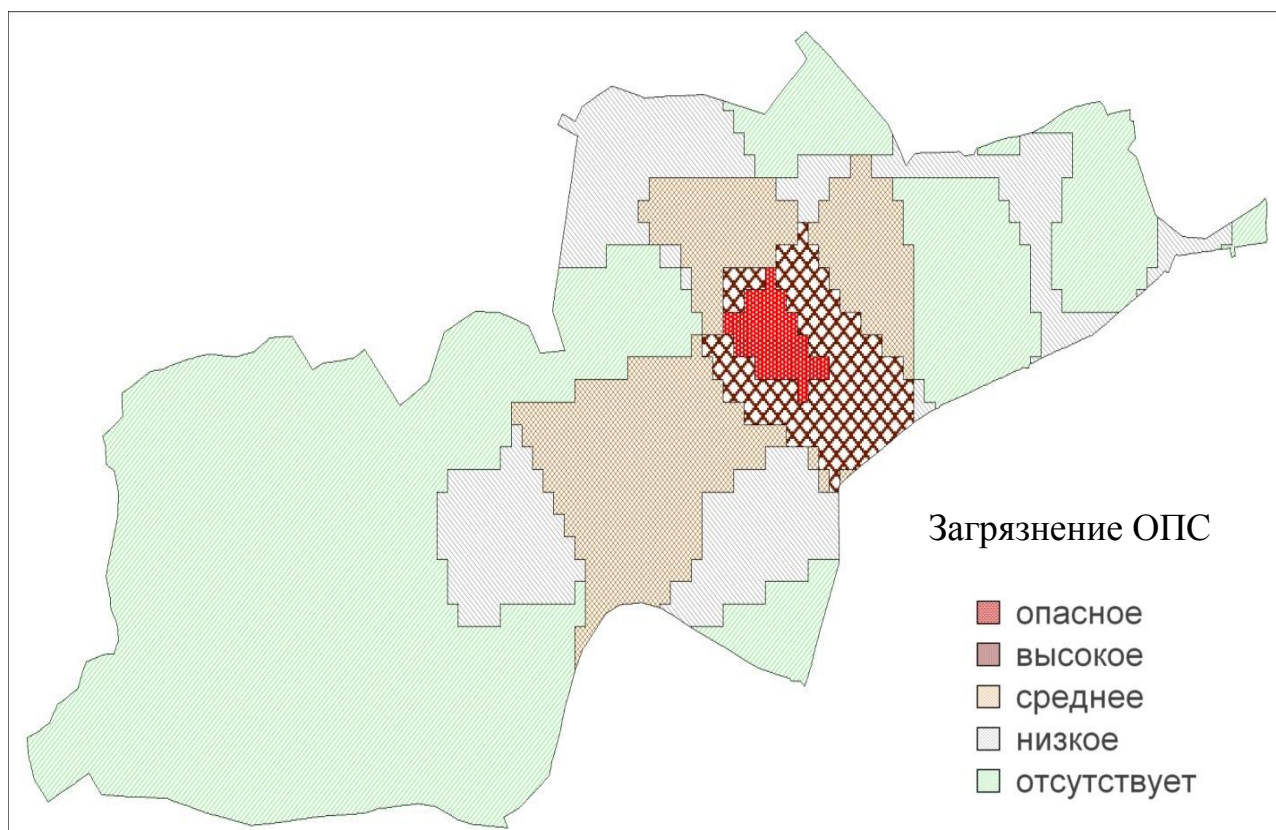 Загрязнение ОПС
опасное
высокое
среднее
низкое
отсутствует